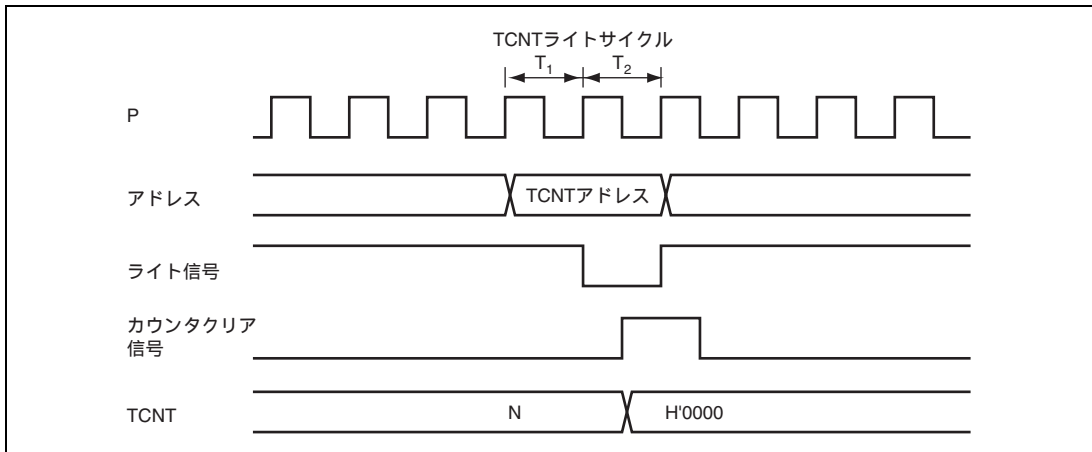 TCNTライトサイクル
T1 T2
P
アドレス
TCNTアドレス
ライト信号
カウンタクリア
信号
TCNT
N
H'0000